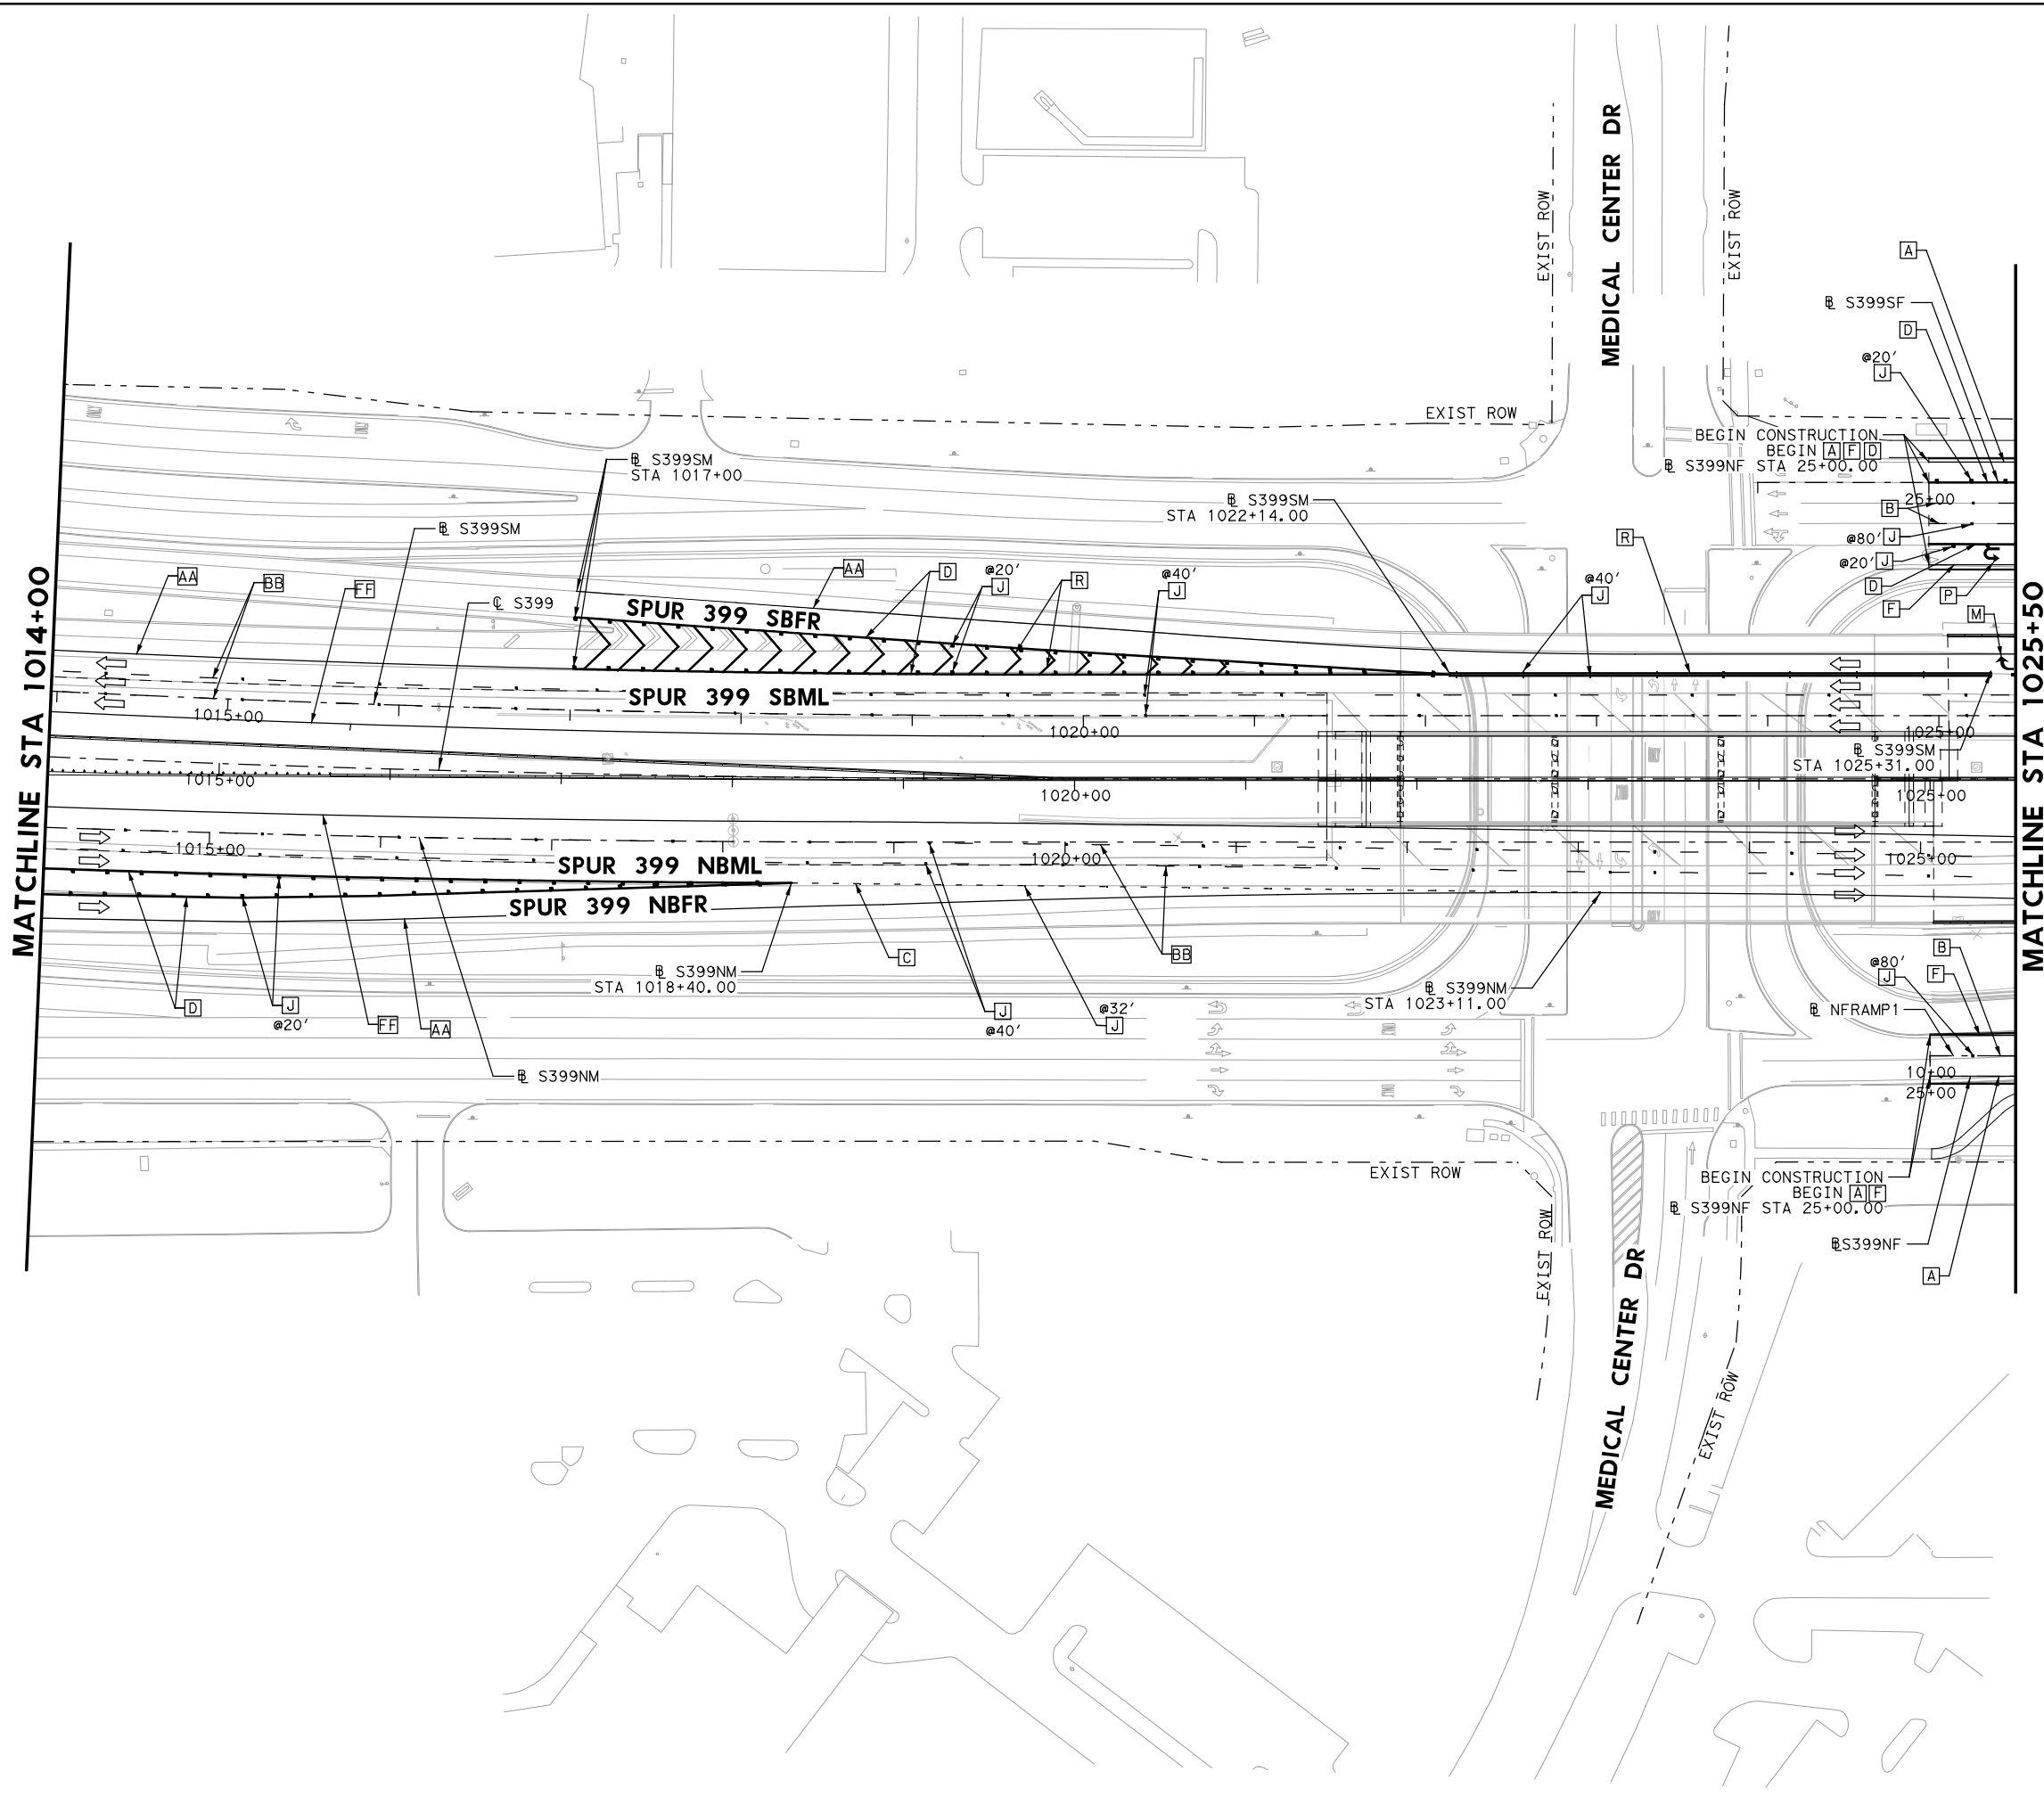 MEDICAL CENTER DR
EXIST ROW
EXIST ROW
A
℄ S399SF
D
@20'
J
EXIST ROW
BEGIN CONSTRUCTION
BEGIN A F D
℄ S399NF STA 25+00.00
℄ S399SM
STA 1017+00
25+00
B
℄ S399SM
STA 1022+14.00
℄ S399SM
R
@80' J
@20' J
D
F
P
M
MATCHLINE STA 1014+00
AA
BB
FF
℄ S399
AA
D
@20'
J
R
@40'
J
@40'
J
SPUR 399 SBFR
SPUR 399 SBML
1015+00
1020+00
1025+00
℄ S399SM
STA 1025+31.00
MATCHLINE STA 1025+50
1015+00
1020+00
1025+00
1015+00
SPUR 399 NBML
1020+00
1025+00
SPUR 399 NBFR
ONLY
ONLY
ONLY
C
BB
B
@80'
J
F
℄ S399NM
STA 1018+40.00
℄ S399NM
STA 1023+11.00
D
J
@20'
FF
AA
J
@40'
@32'
J
℄ NFRAMP1
℄ S399NM
10+00
25+00
EXIST ROW
BEGIN CONSTRUCTION
BEGIN A F
℄ S399NF STA 25+00.00
℄S399NF
A
EXIST ROW
MEDICAL CENTER DR
EXIST ROW